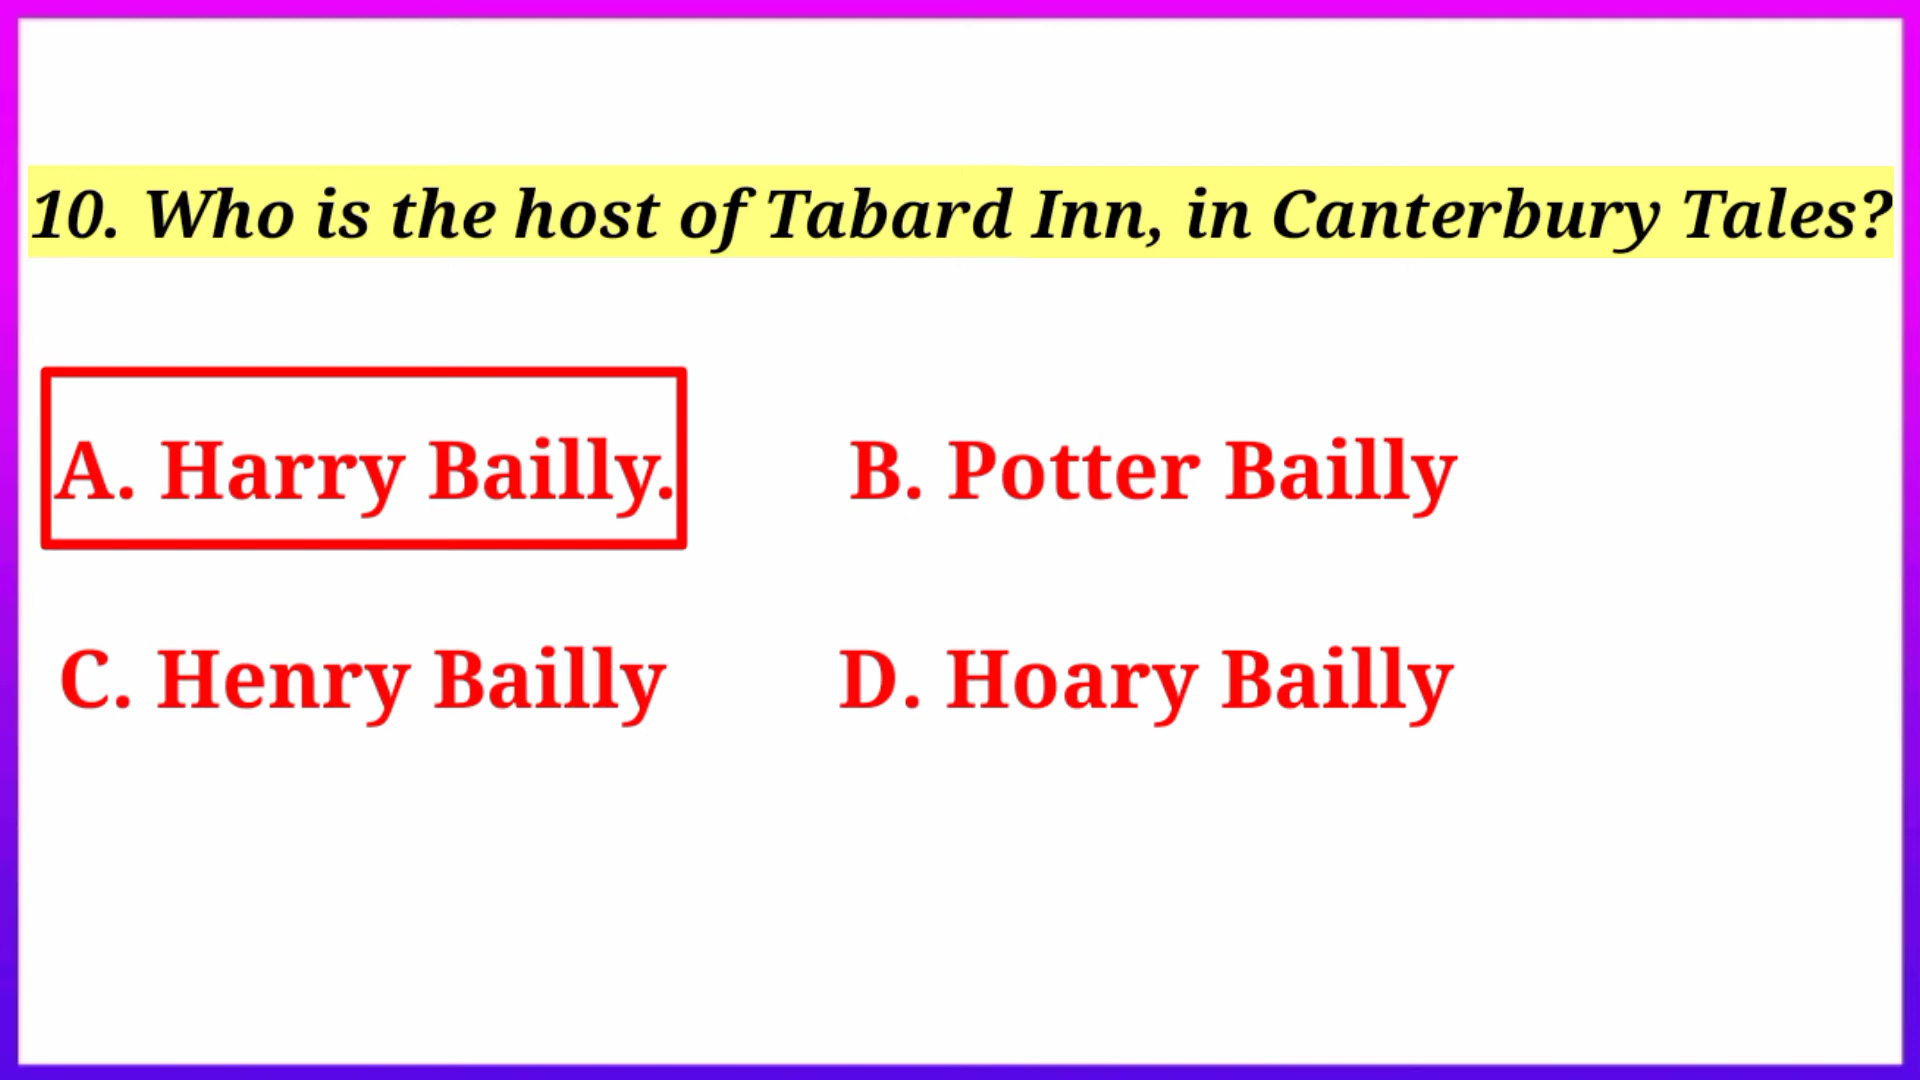 10. Who is the host of Tabard Inn, in Canterbury Tales?
A. Harry Bailly. B. Potter Bailly
C. Henry Bailly D. Hoary Bailly